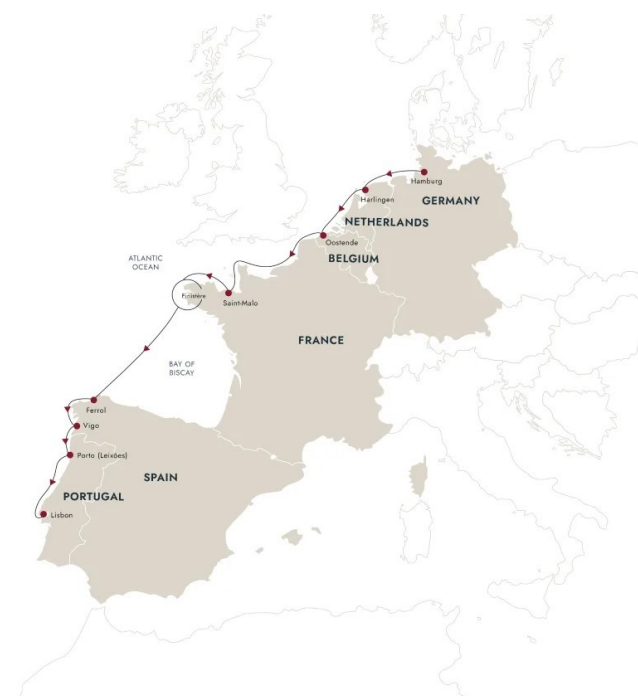 Hamburg
GERMANY
Harlingen
NETHERLANDS
Oostende
BELGIUM
ATLANTIC
OCEAN
Finistère
Saint-Malo
FRANCE
BAY OF
BISCAY
Ferrol
Vigo
Porto (Leixões)
SPAIN
PORTUGAL
Lisbon